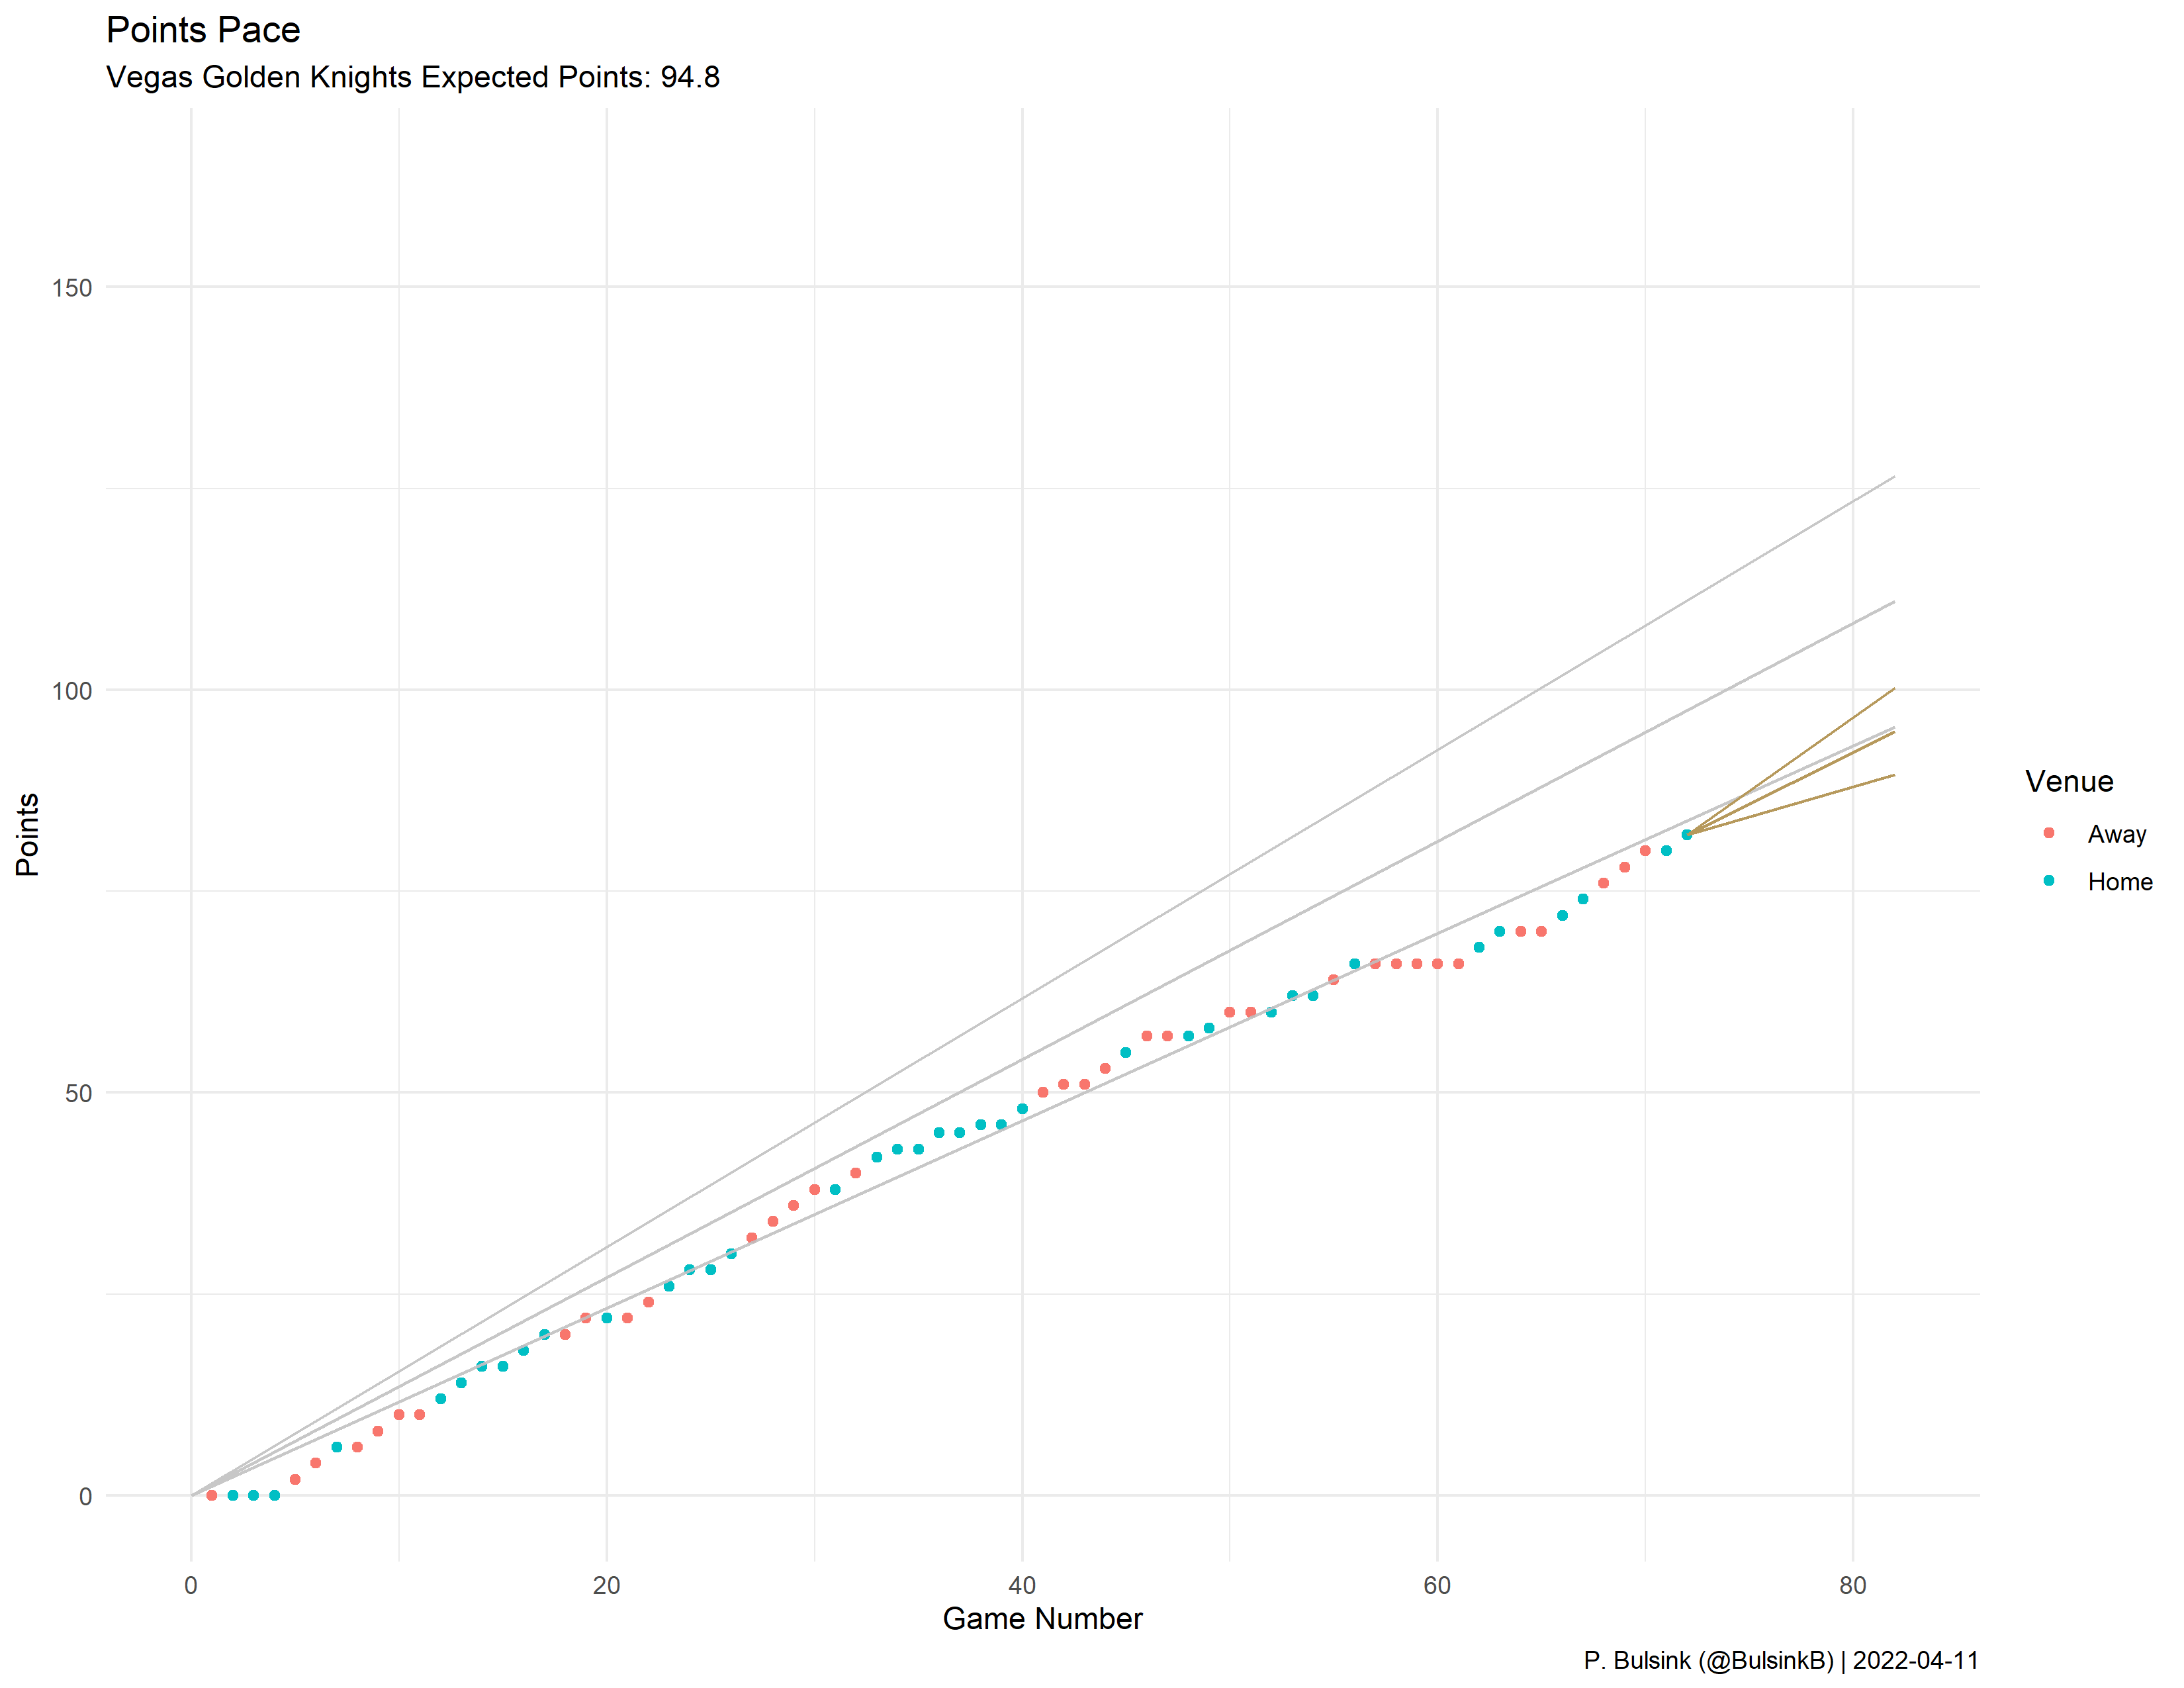 Points Pace
Vegas Golden Knights Expected Points: 94.8
150
100
50
0
Points
0 20 40 60 80
Game Number
Venue
Away
Home
P. Bulsink (@BulsinkB) | 2022-04-11